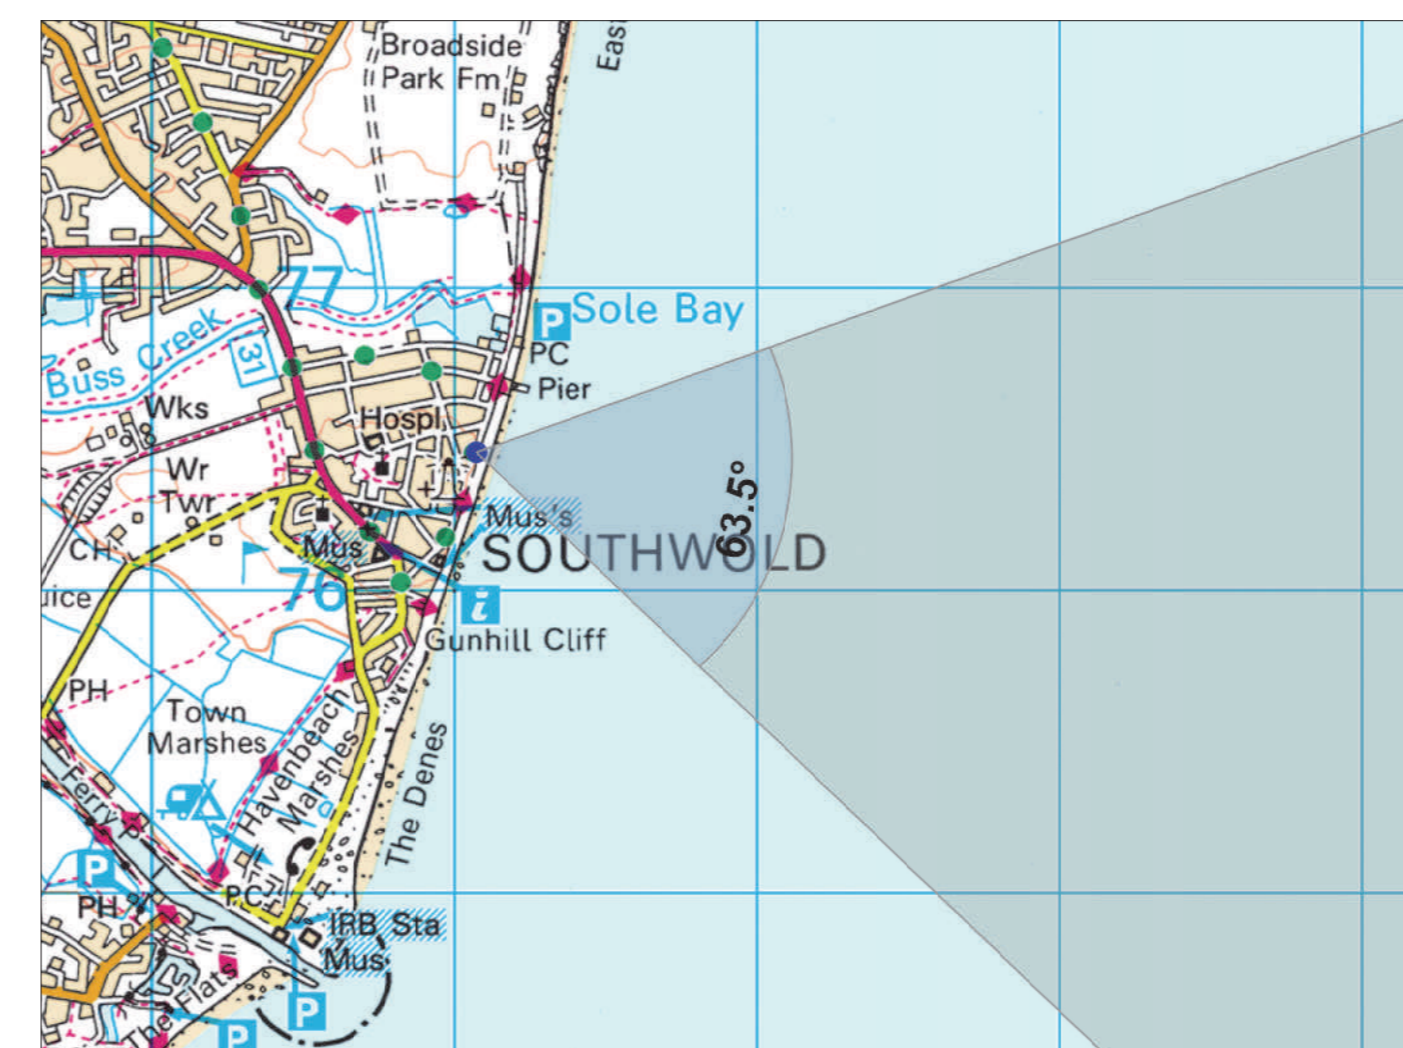 Broadside
Park Fm
East
77
P
Sole Bay
PC
Pier
Buss Creek
31
Wks
Hospl
Wr
Twr
63.5°
Mus's
SOUTHWOLD
Mus
CH
76
i
uice
Gunhill Cliff
PH
Town
Marshes
Havenbeach
Marshes
The Denes
Ferry P
P
PC
PH
IRB Sta
Mus
The Flats
P
P